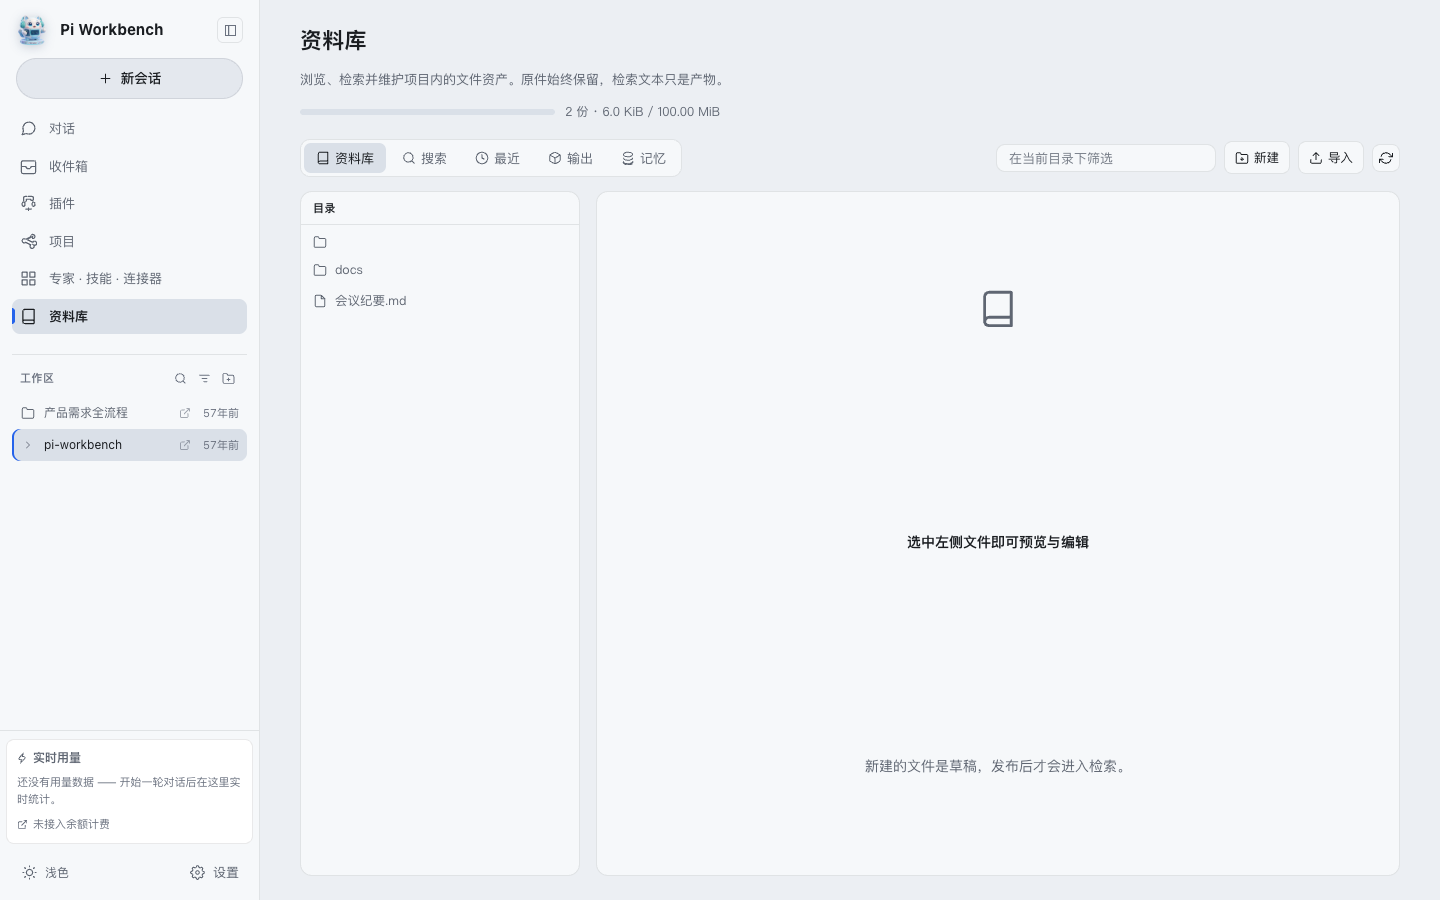 Pi Workbench
新会话
对话
收件箱
插件
项目
专家 · 技能 · 连接器
资料库
工作区
产品需求全流程 57年前
pi-workbench 57年前
实时用量
还没有用量数据 —— 开始一轮对话后在这里实
时统计。
未接入余额计费
浅色 设置
资料库
浏览、检索并维护项目内的文件资产。原件始终保留，检索文本只是产物。
2 份 · 6.0 KiB / 100.00 MiB
资料库 搜索 最近 输出 记忆
在当前目录下筛选 新建 导入
目录
docs
会议纪要.md
选中左侧文件即可预览与编辑
新建的文件是草稿，发布后才会进入检索。